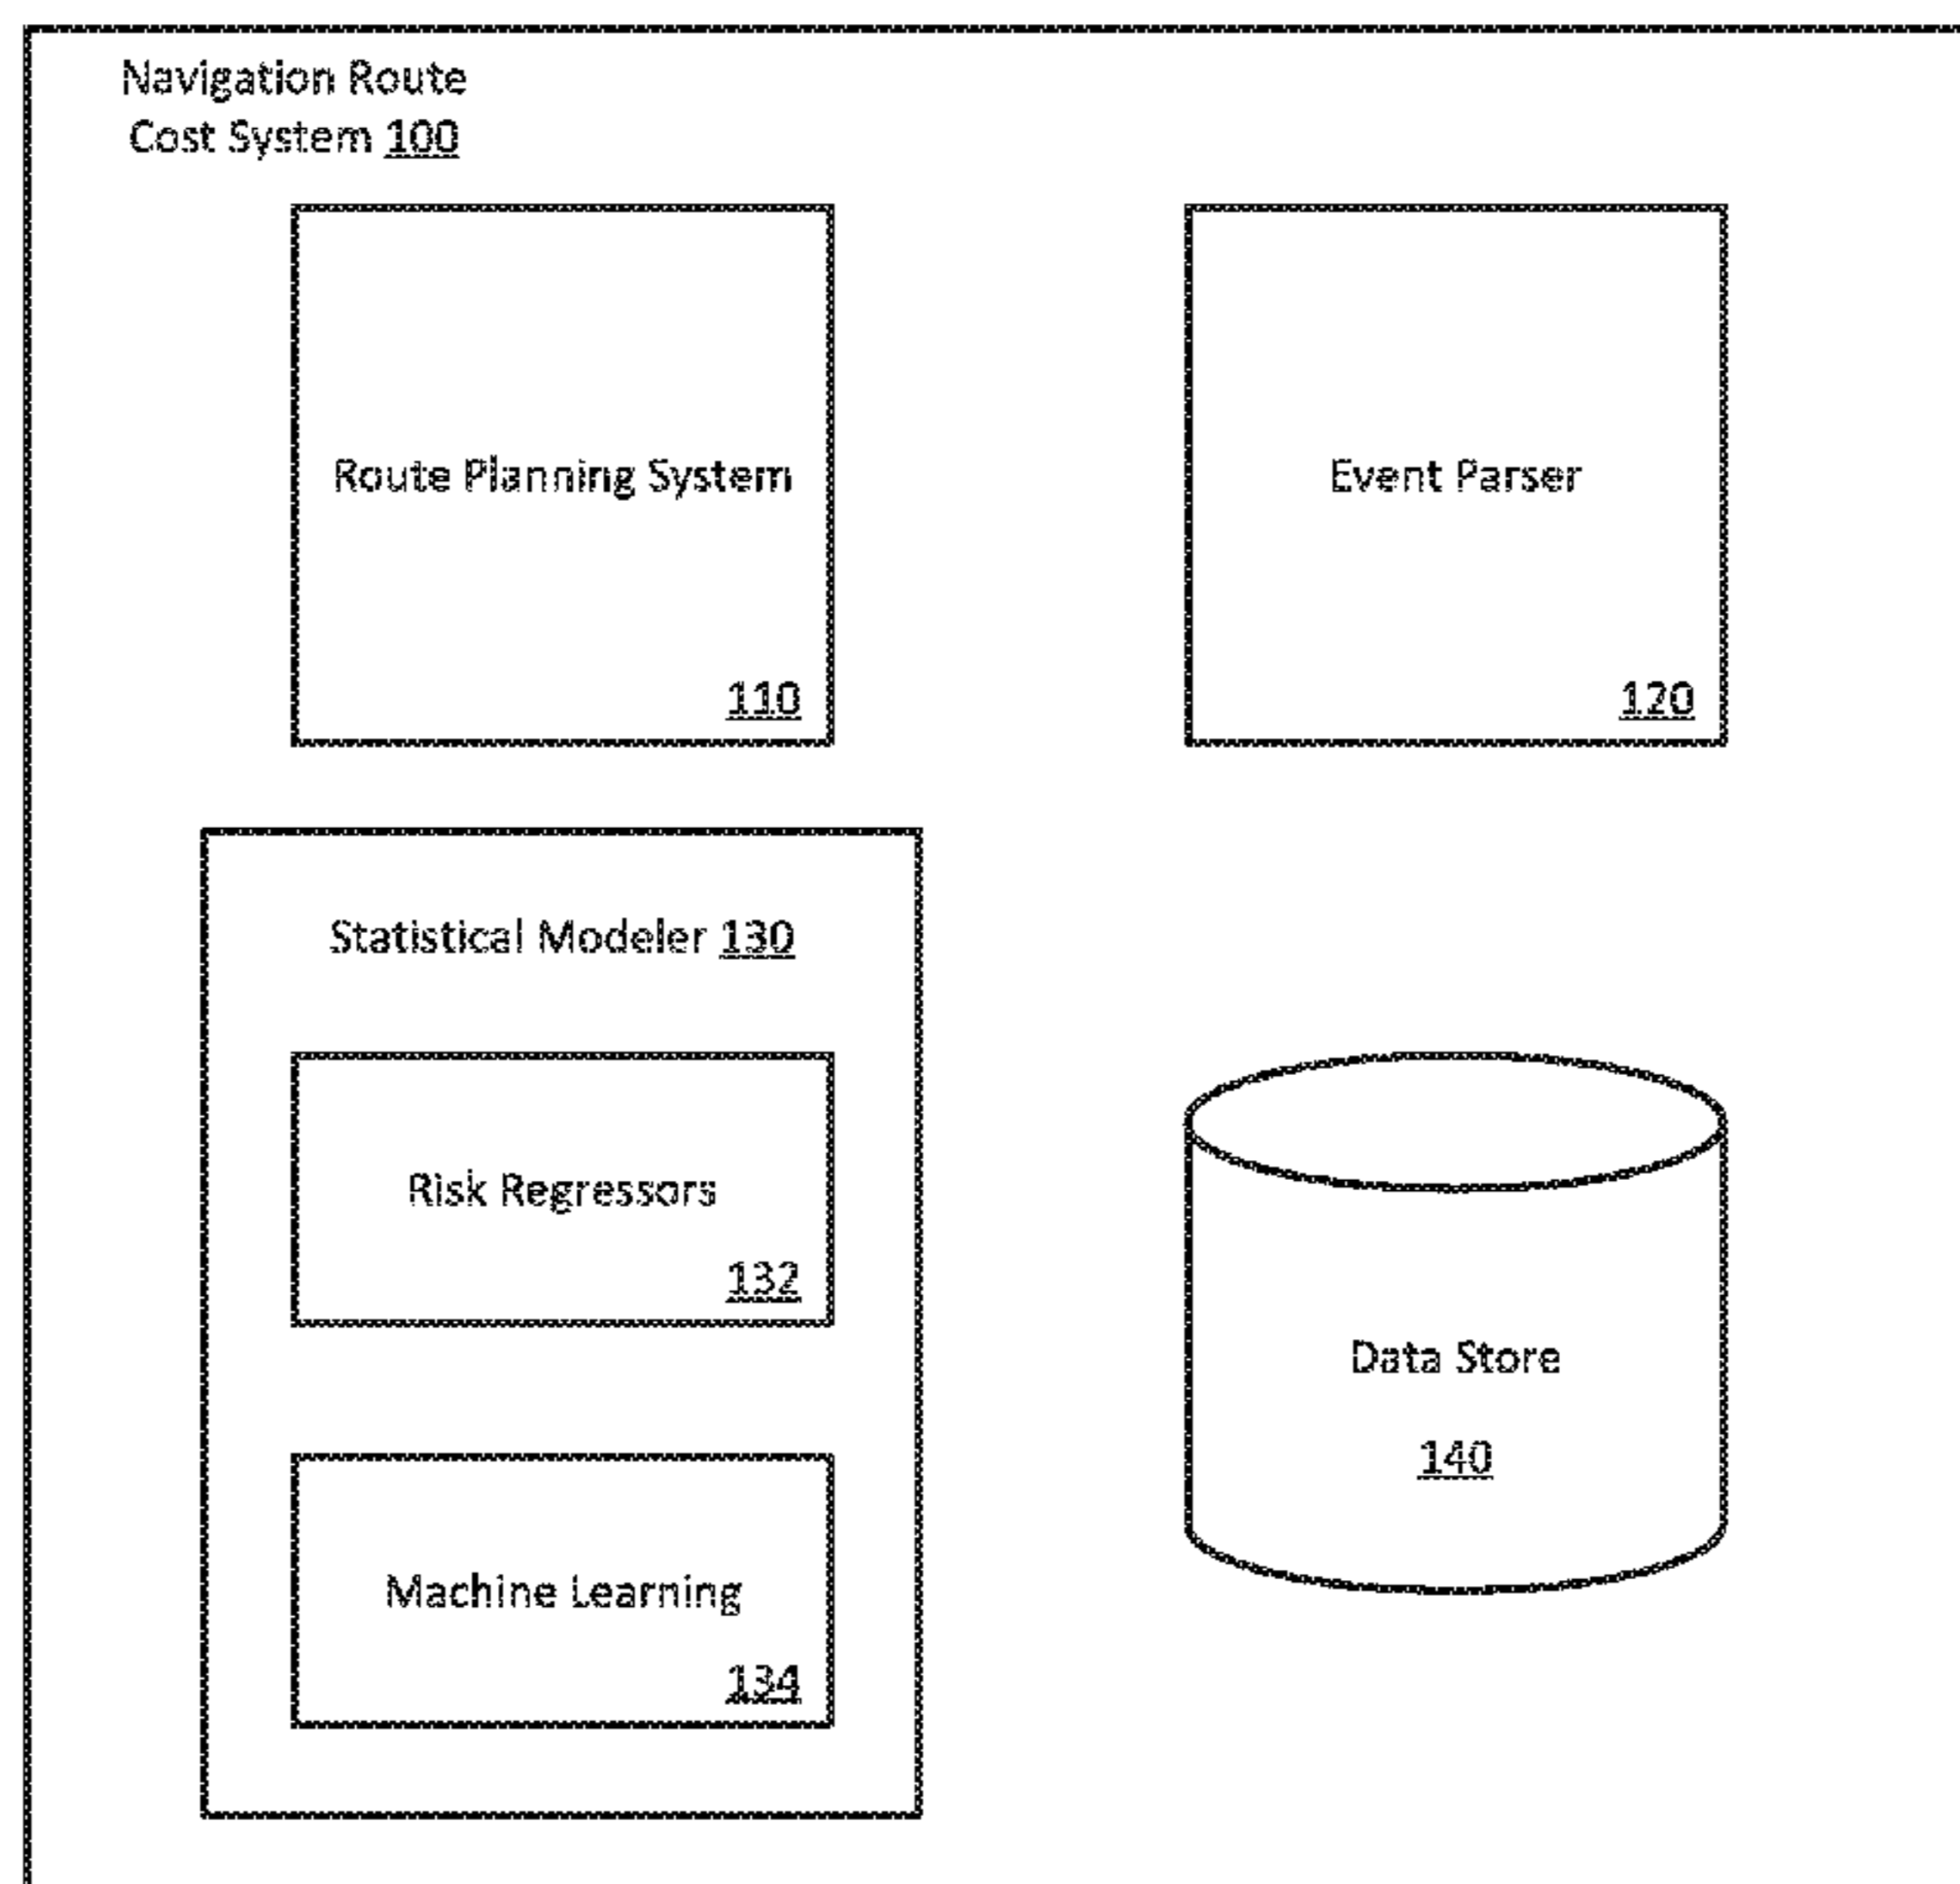 Navigation Route
Cost System 100
Route Planning System
110
Event Parser
120
Statistical Modeler 130
Risk Regressors
132
Machine Learning
134
Data Store
140